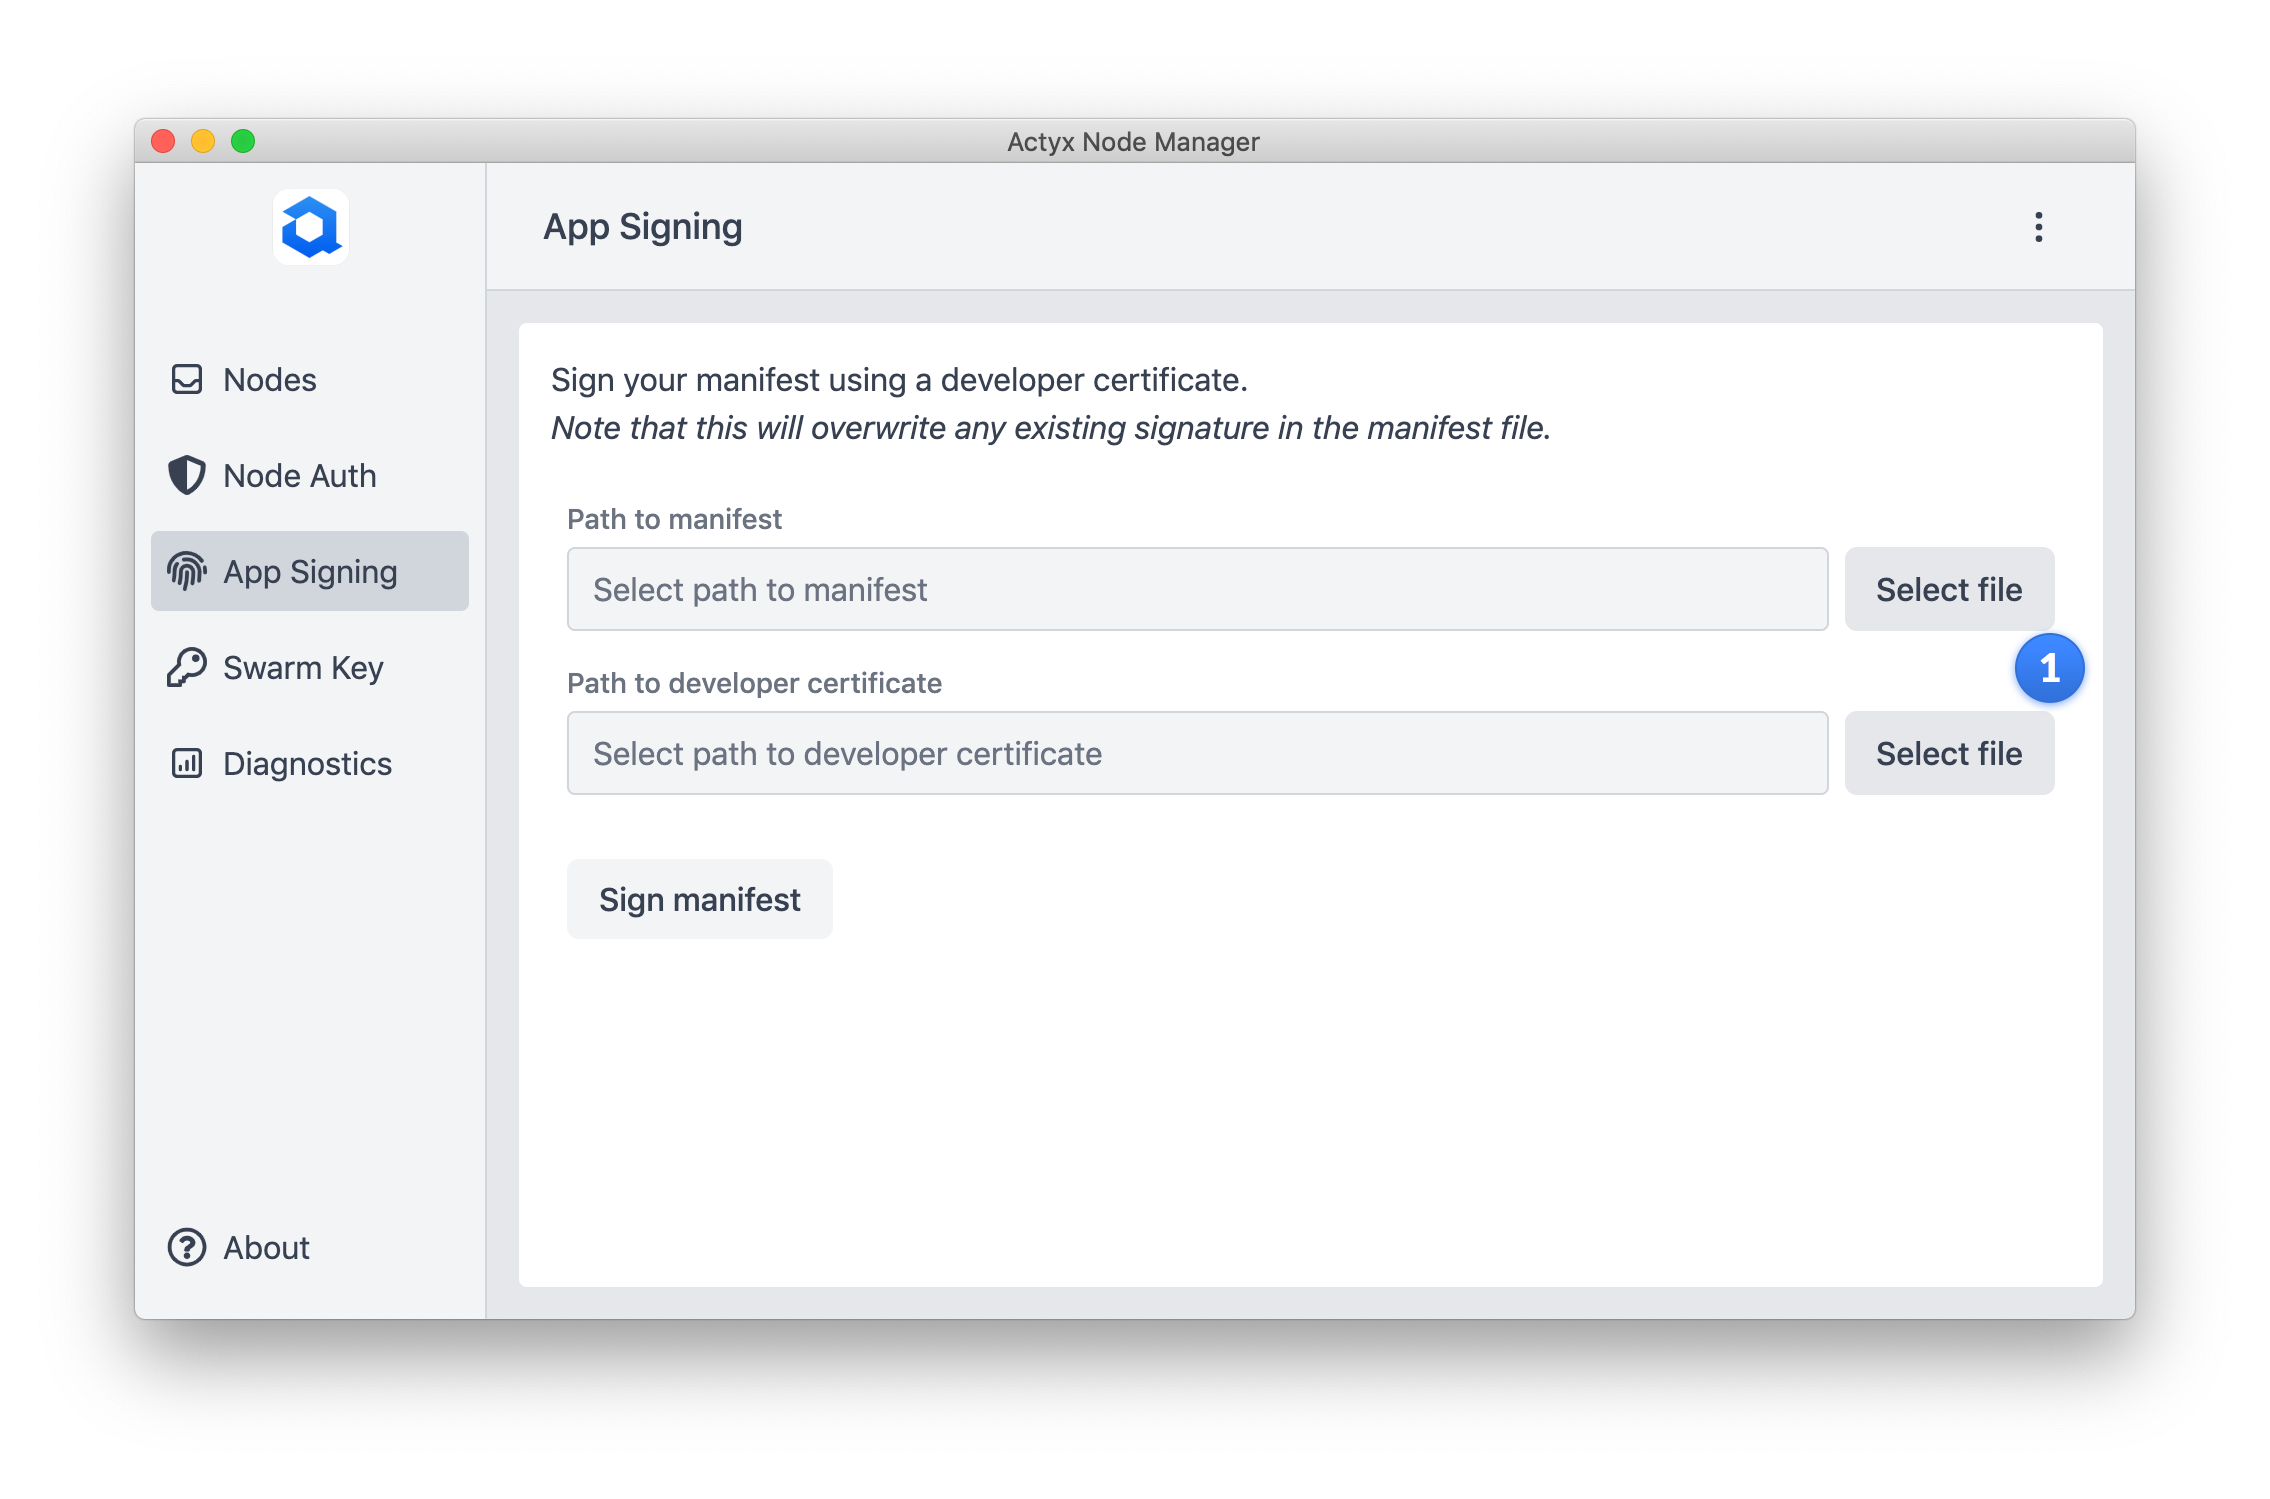 Actyx Node Manager
App Signing
Nodes
Node Auth
App Signing
Swarm Key
Diagnostics
About
Sign your manifest using a developer certificate.
Note that this will overwrite any existing signature in the manifest file.
Path to manifest
Select path to manifest
Select file
1
Path to developer certificate
Select path to developer certificate
Select file
Sign manifest